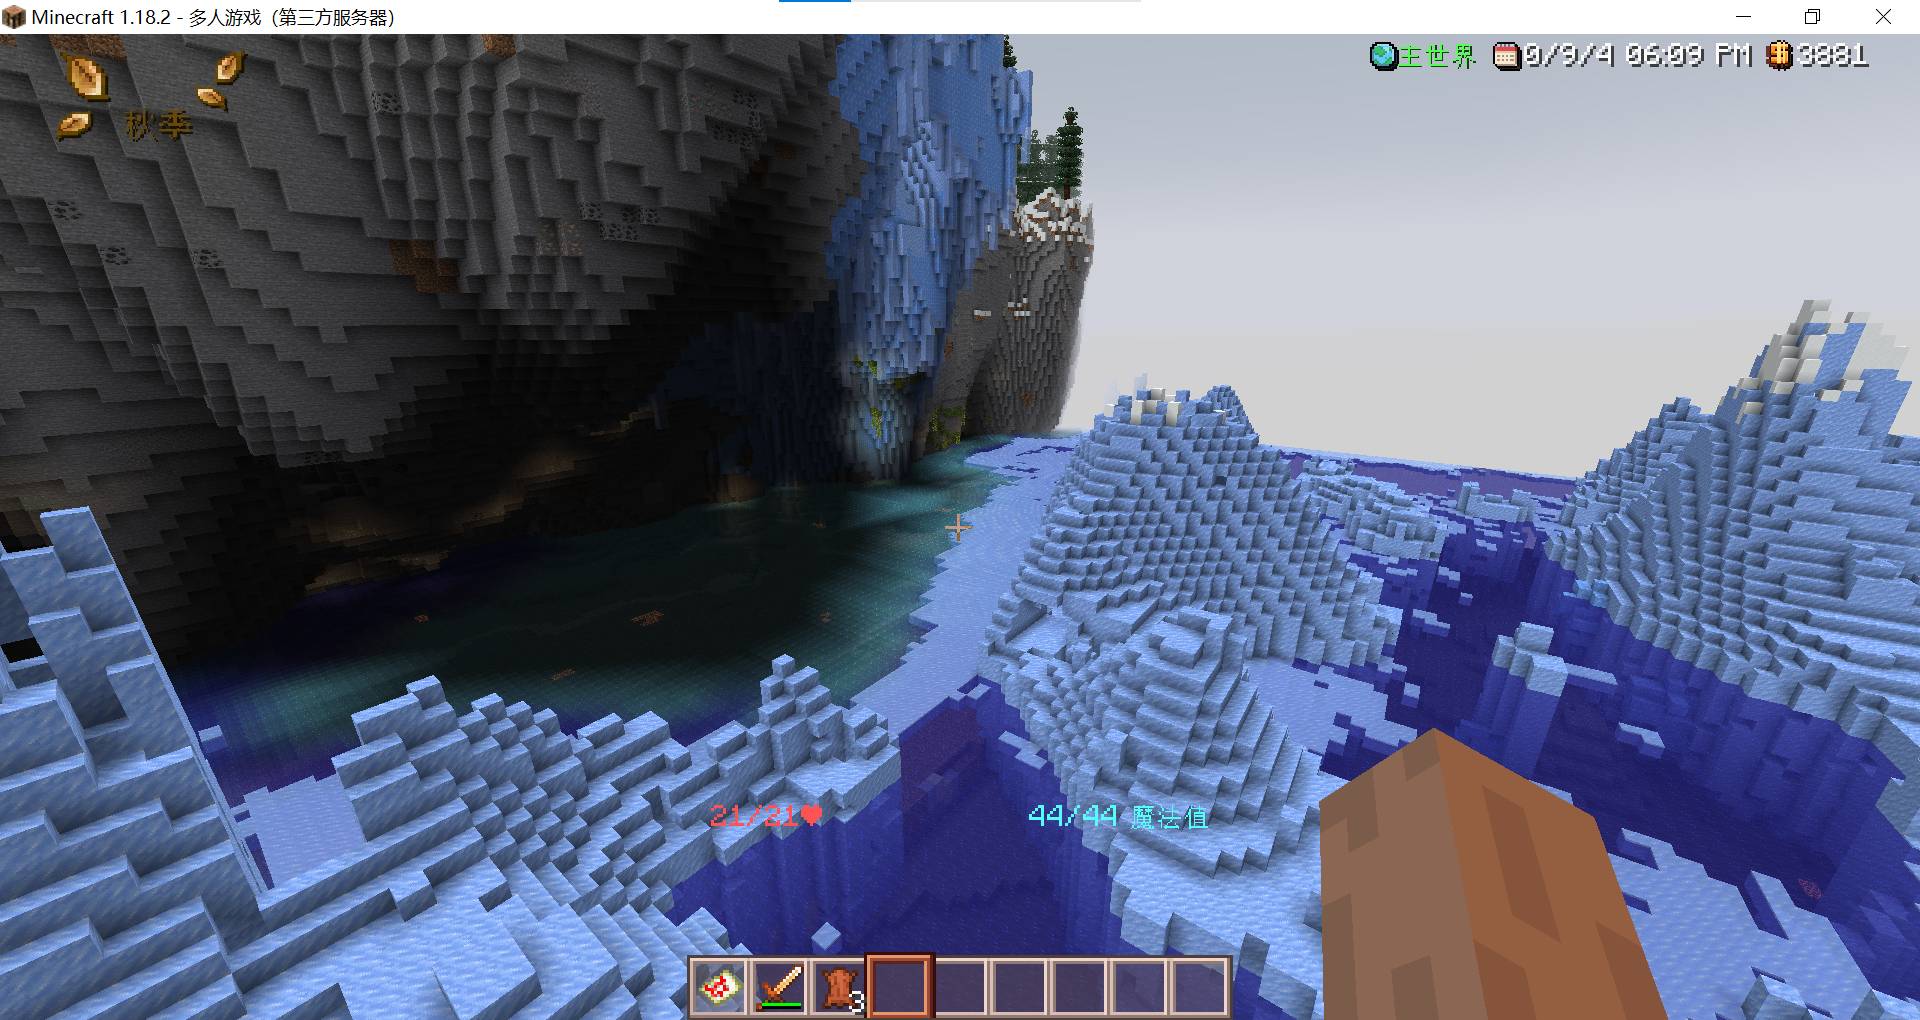 Minecraft 1.18.2 - 多人游戏（第三方服务器）
主世界 0/9/4 06:09 PM 3881
秋季
21/21 44/44 魔法值
3